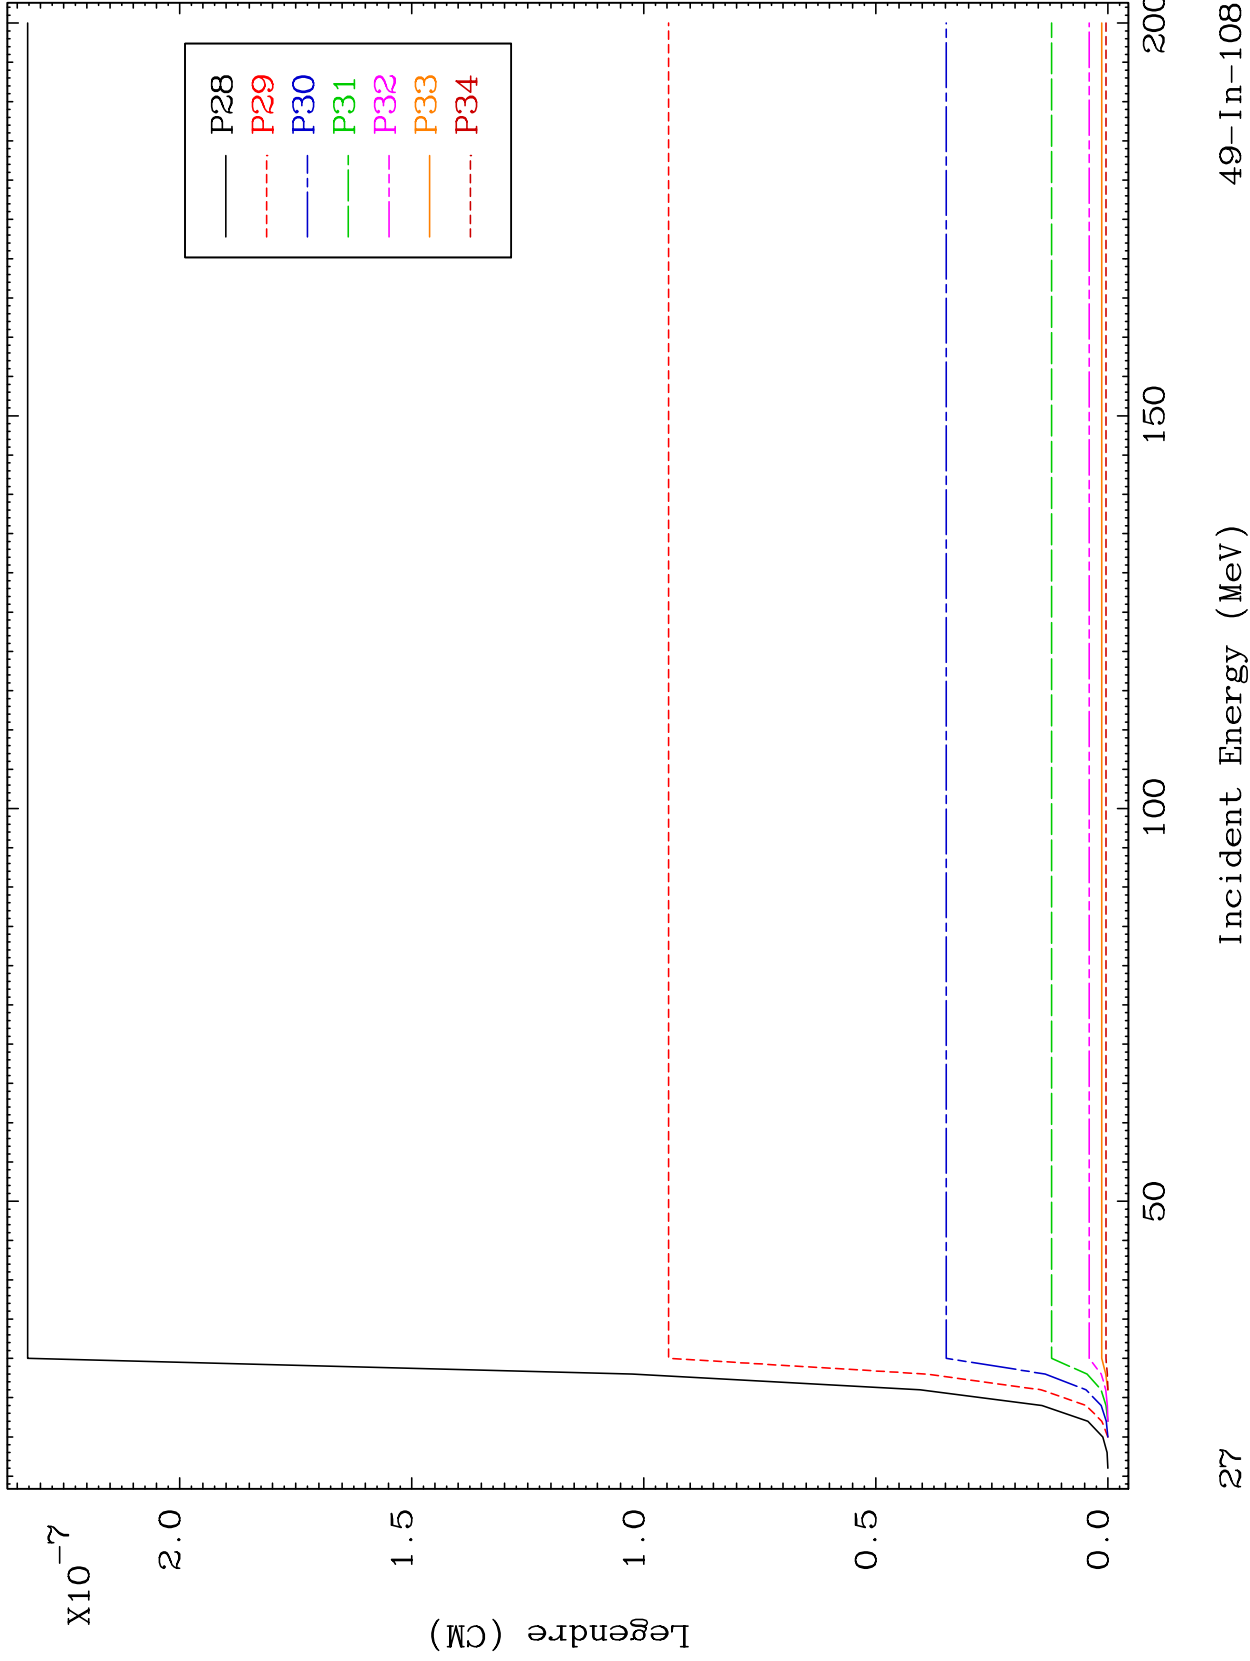 X10-7
2.0
1.5
1.0
0.5
0.0
Legendre (CM)
P28
P29
P30
P31
P32
P33
P34
50
100
150
200
Incident Energy (MeV)
27
49-In-108